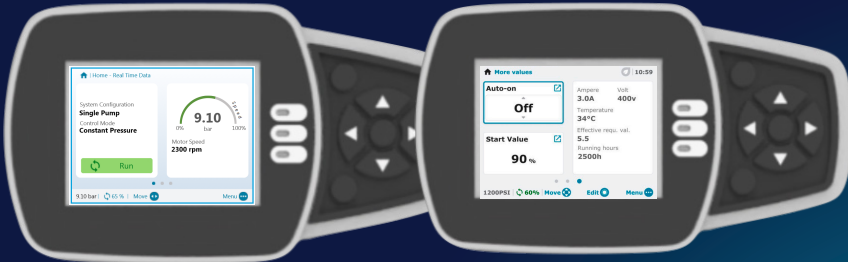 | Home - Real Time Data
System Configuration
Single Pump
Control Mode
Constant Pressure
Run
Speed
9.10
0% bar 100%
Motor Speed
2300 rpm
9.10 bar | 65 % | Move
Menu
More values
10:59
Auto-on
Off
Start Value
90 %
Ampere Volt
3.0A 400v
Temperature
34°C
Effective requ. val.
5.5
Running hours
2500h
1200PSI 60% Move Edit Menu